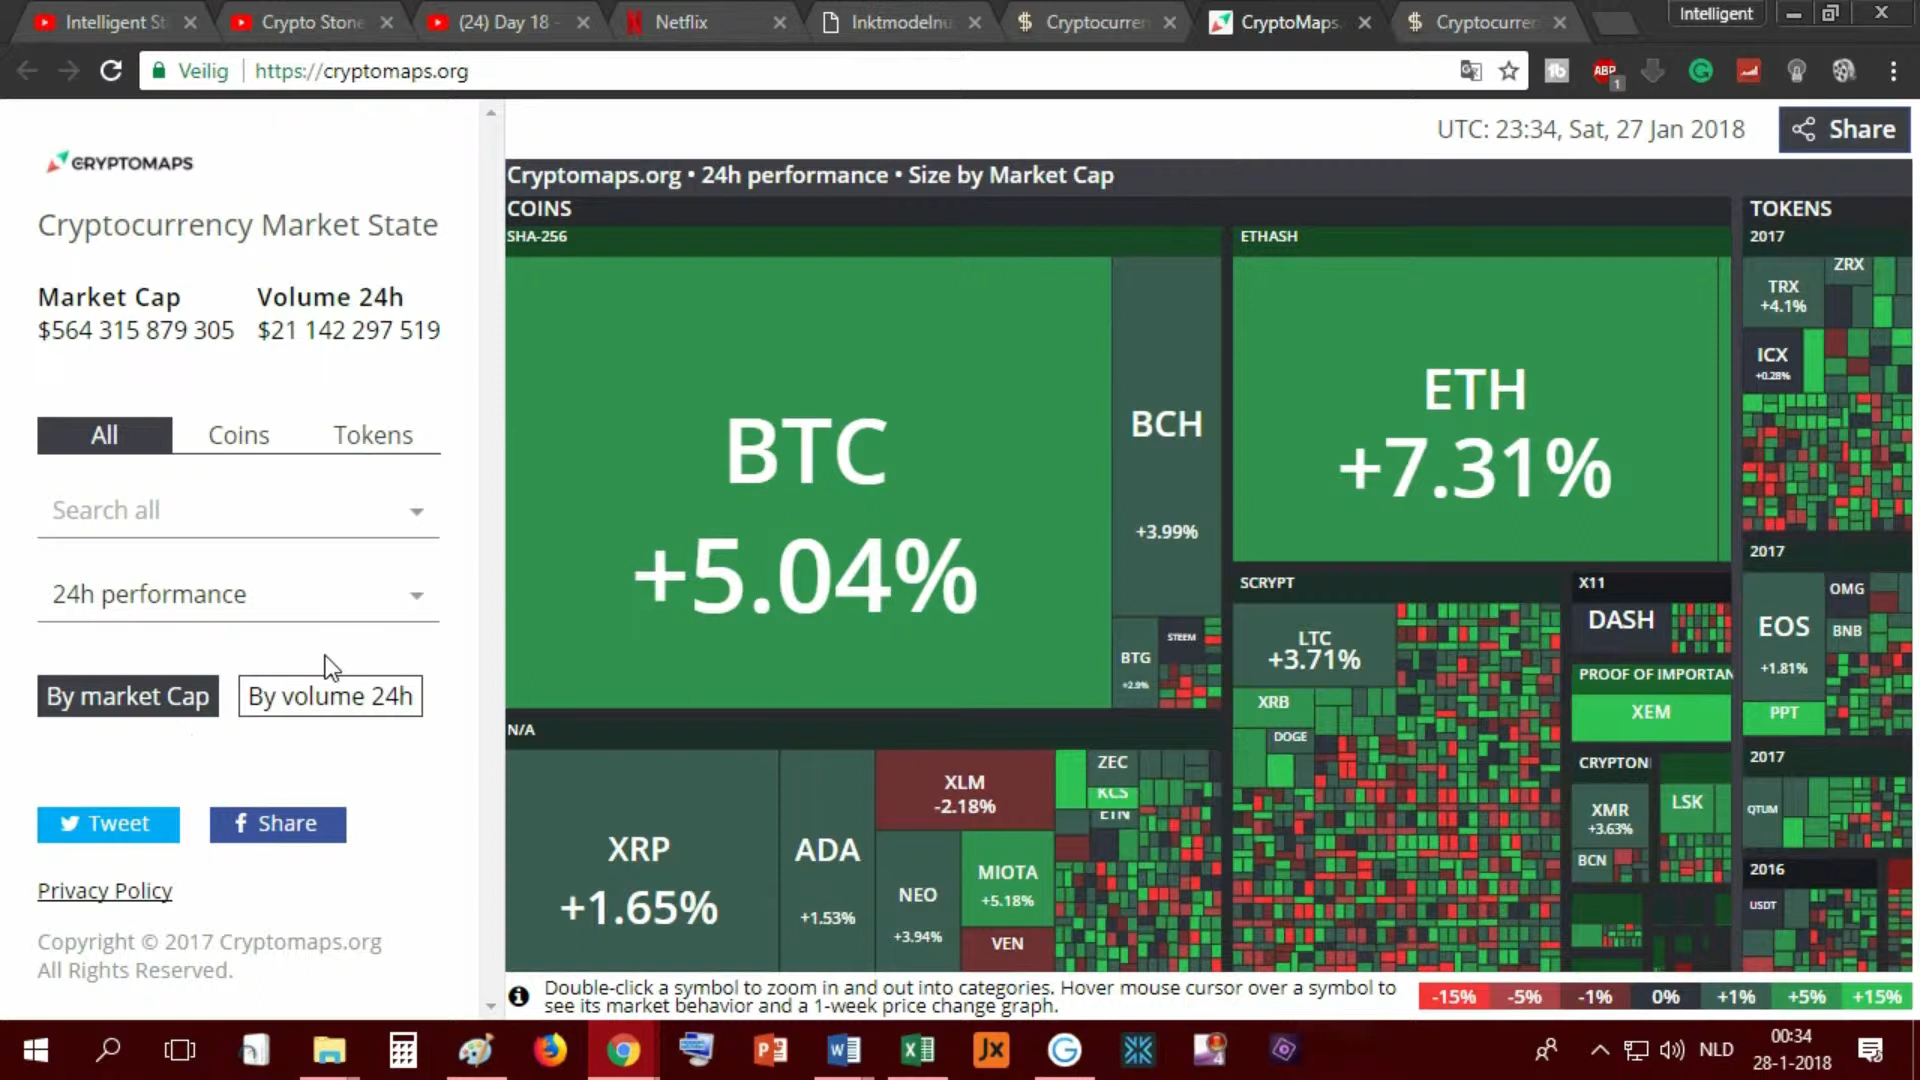 Intelligent St
Crypto Stone
(24) Day 18 -
Netflix
Inktmodelnu
Cryptocurren
CryptoMaps.
Cryptocurren
Intelligent
Veilig
https://cryptomaps.org
ABP
1
UTC: 23:34, Sat, 27 Jan 2018
Share
CRYPTOMAPS
Cryptocurrency Market State
Market Cap
Volume 24h
$564 315 879 305
$21 142 297 519
All
Coins
Tokens
Search all
24h performance
By market Cap
By volume 24h
Tweet
Share
Privacy Policy
Copyright © 2017 Cryptomaps.org
All Rights Reserved.
Cryptomaps.org • 24h performance • Size by Market Cap
COINS
SHA-256
BTC
+5.04%
BCH
+3.99%
BTG
+2.9%
STEEM
ETHASH
ETH
+7.31%
SCRYPT
LTC
+3.71%
XRB
DOGE
X11
DASH
PROOF OF IMPORTAN
XEM
CRYPTON
XMR
+3.63%
LSK
BCN
N/A
XRP
+1.65%
ADA
+1.53%
XLM
-2.18%
NEO
+3.94%
MIOTA
+5.18%
VEN
ZEC
KCS
ETN
TOKENS
2017
TRX
+4.1%
ZRX
ICX
+0.28%
2017
EOS
+1.81%
OMG
BNB
PPT
2017
QTUM
2016
USDT
Double-click a symbol to zoom in and out into categories. Hover mouse cursor over a symbol to
see its market behavior and a 1-week price change graph.
-15%
-5%
-1%
0%
+1%
+5%
+15%
NLD
00:34
28-1-2018